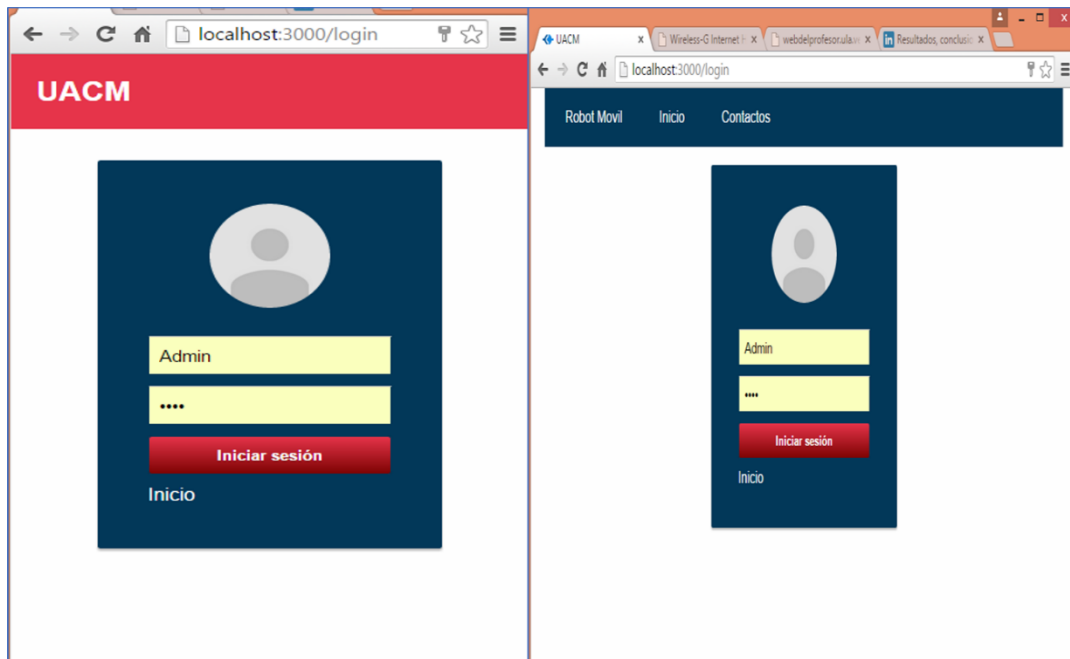 localhost:3000/login
UACM
Admin
••••
Iniciar sesión
Inicio
UACM x Wireless-G Internet x webdelprofesor.ula.ve x Resultados, conclusio x
localhost:3000/login
Robot Movil Inicio Contactos
Admin
••••
Iniciar sesión
Inicio